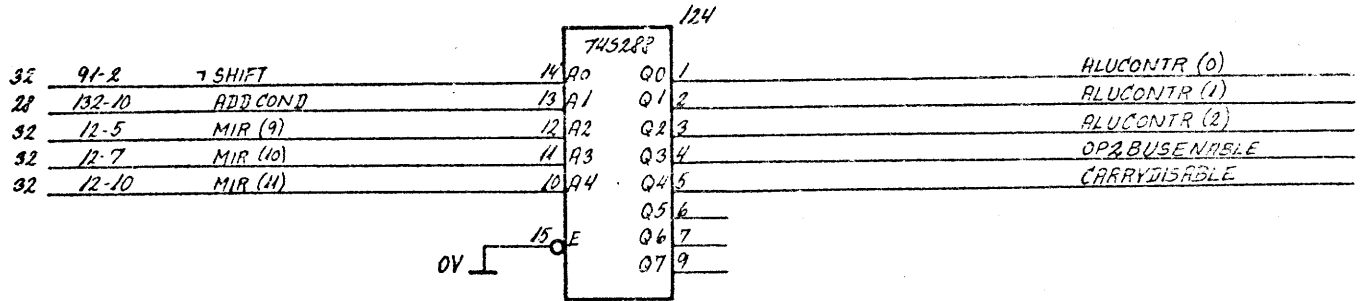 124
74S288
32 91-2 ¬ SHIFT 14 A0 Q0 1 ALUCONTR (0)
28 132-10 ADD COND 13 A1 Q1 2 ALUCONTR (1)
32 12-5 MIR (9) 12 A2 Q2 3 ALUCONTR (2)
32 12-7 MIR (10) 11 A3 Q3 4 OP2BUSENABLE
32 12-10 MIR (11) 10 A4 Q4 5 CARRYDISABLE
Q5 6
15 E Q6 7
0V Q7 9